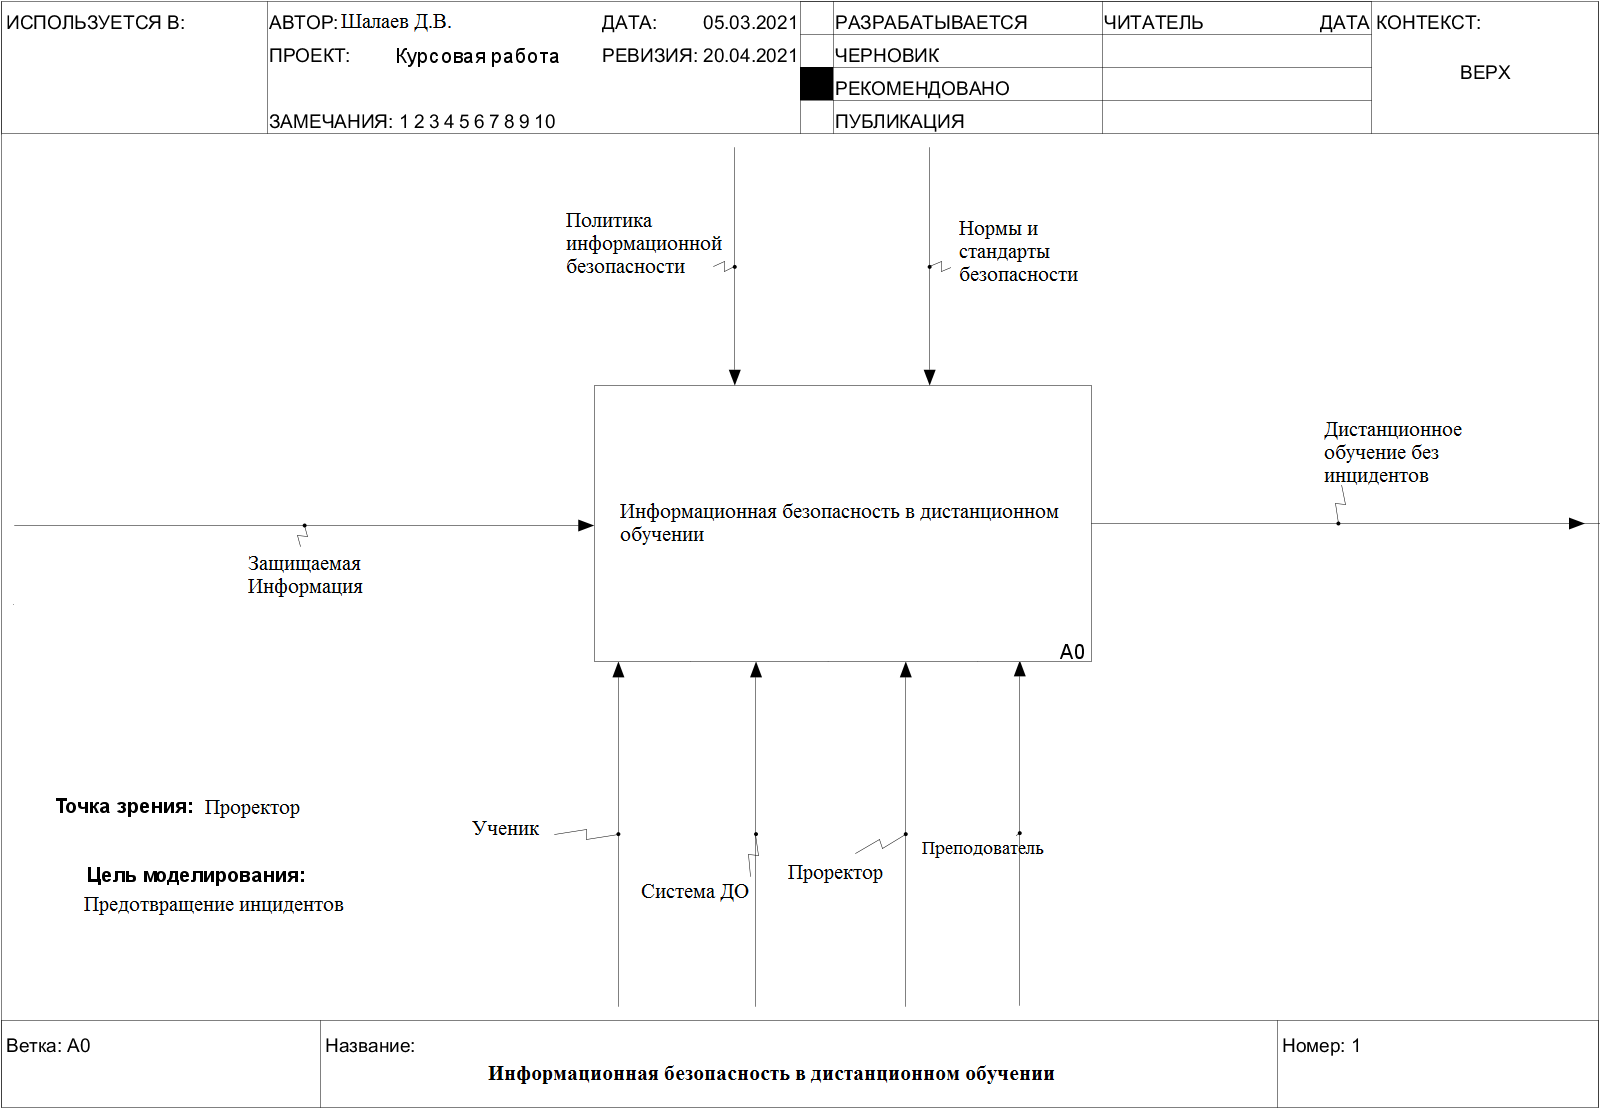 ИСПОЛЬЗУЕТСЯ В:
АВТОР: Шалаев Д.В.
ДАТА: 05.03.2021
ПРОЕКТ: Курсовая работа
РЕВИЗИЯ: 20.04.2021
ЗАМЕЧАНИЯ: 1 2 3 4 5 6 7 8 9 10
РАЗРАБАТЫВАЕТСЯ
ЧЕРНОВИК
РЕКОМЕНДОВАНО
ПУБЛИКАЦИЯ
ЧИТАТЕЛЬ ДАТА
КОНТЕКСТ:
ВЕРХ
Политика
информационной
безопасности
Нормы и
стандарты
безопасности
Дистанционное
обучение без
инцидентов
Информационная безопасность в дистанционном
обучении
A0
Защищаемая
Информация
Точка зрения: Проректор
Цель моделирования:
Предотвращение инцидентов
Ученик
Система ДО
Проректор
Преподователь
Ветка: A0
Название:
Информационная безопасность в дистанционном обучении
Номер: 1